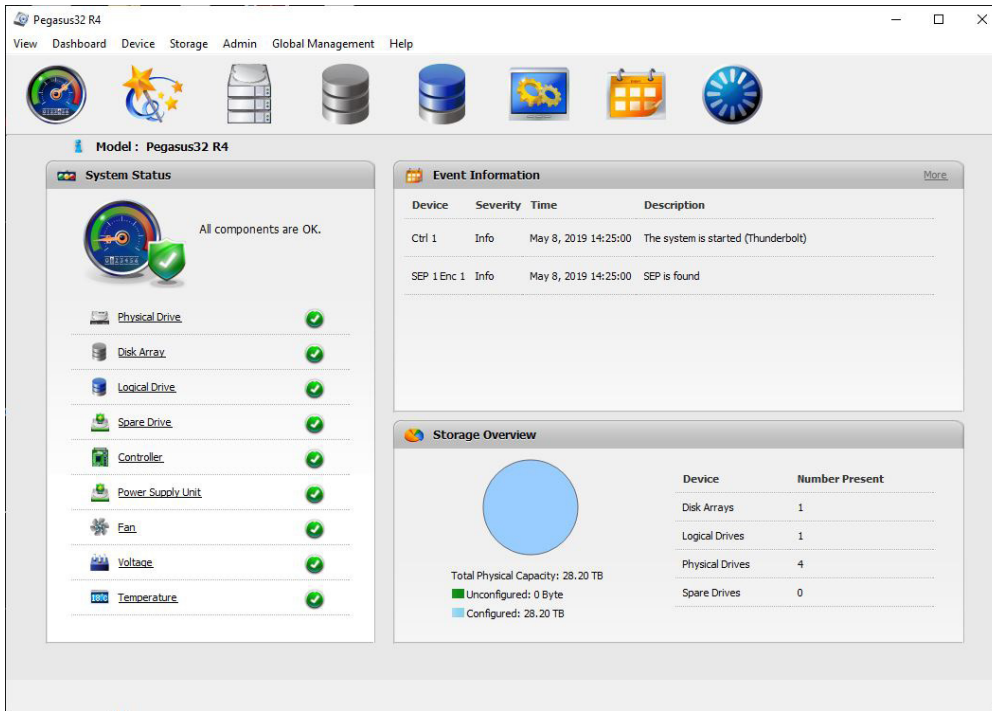 Pegasus32 R4
View Dashboard Device Storage Admin Global Management Help
Model : Pegasus32 R4
System Status
All components are OK.
Physical Drive
Disk Array
Logical Drive
Spare Drive
Controller
Power Supply Unit
Fan
Voltage
Temperature
Event Information More
Device Severity Time Description
Ctrl 1 Info May 8, 2019 14:25:00 The system is started (Thunderbolt)
SEP 1 Enc 1 Info May 8, 2019 14:25:00 SEP is found
Storage Overview
Total Physical Capacity: 28.20 TB
Unconfigured: 0 Byte
Configured: 28.20 TB
Device Number Present
Disk Arrays 1
Logical Drives 1
Physical Drives 4
Spare Drives 0